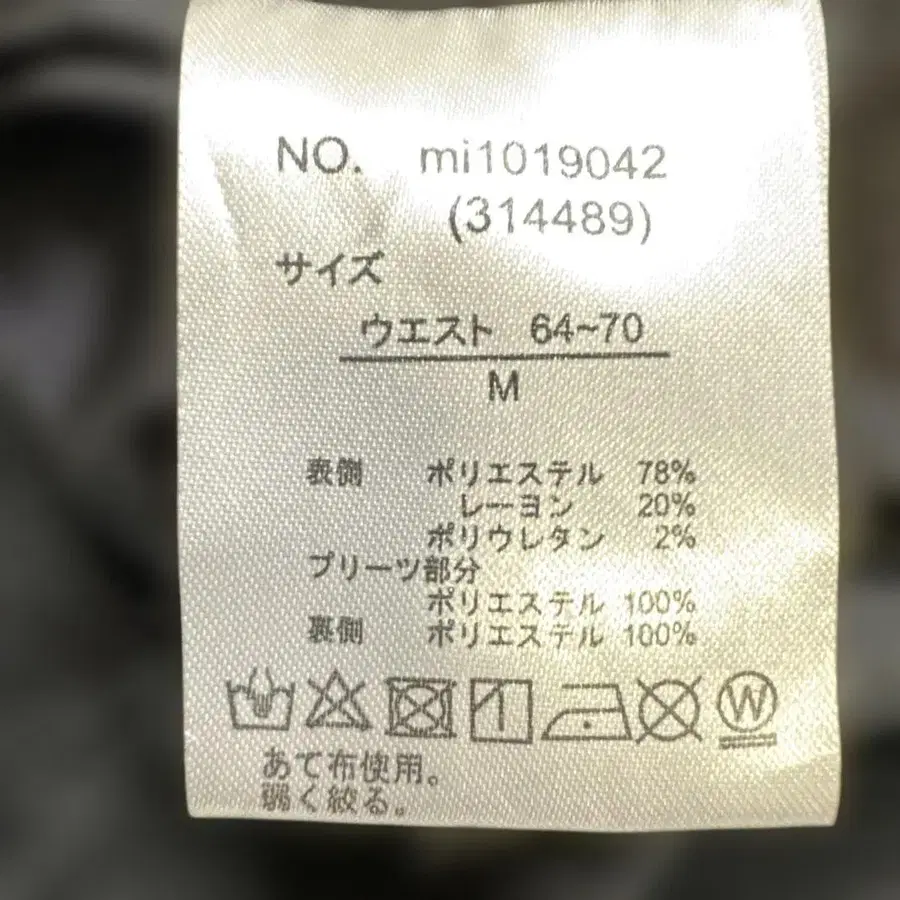 NO. mi1019042
(314489)
サイズ
ウエスト 64~70
M
表側 ポリエステル 78%
レーヨン 20%
ポリウレタン 2%
プリーツ部分
ポリエステル 100%
裏側 ポリエステル 100%
W
あて布使用。
弱く絞る。